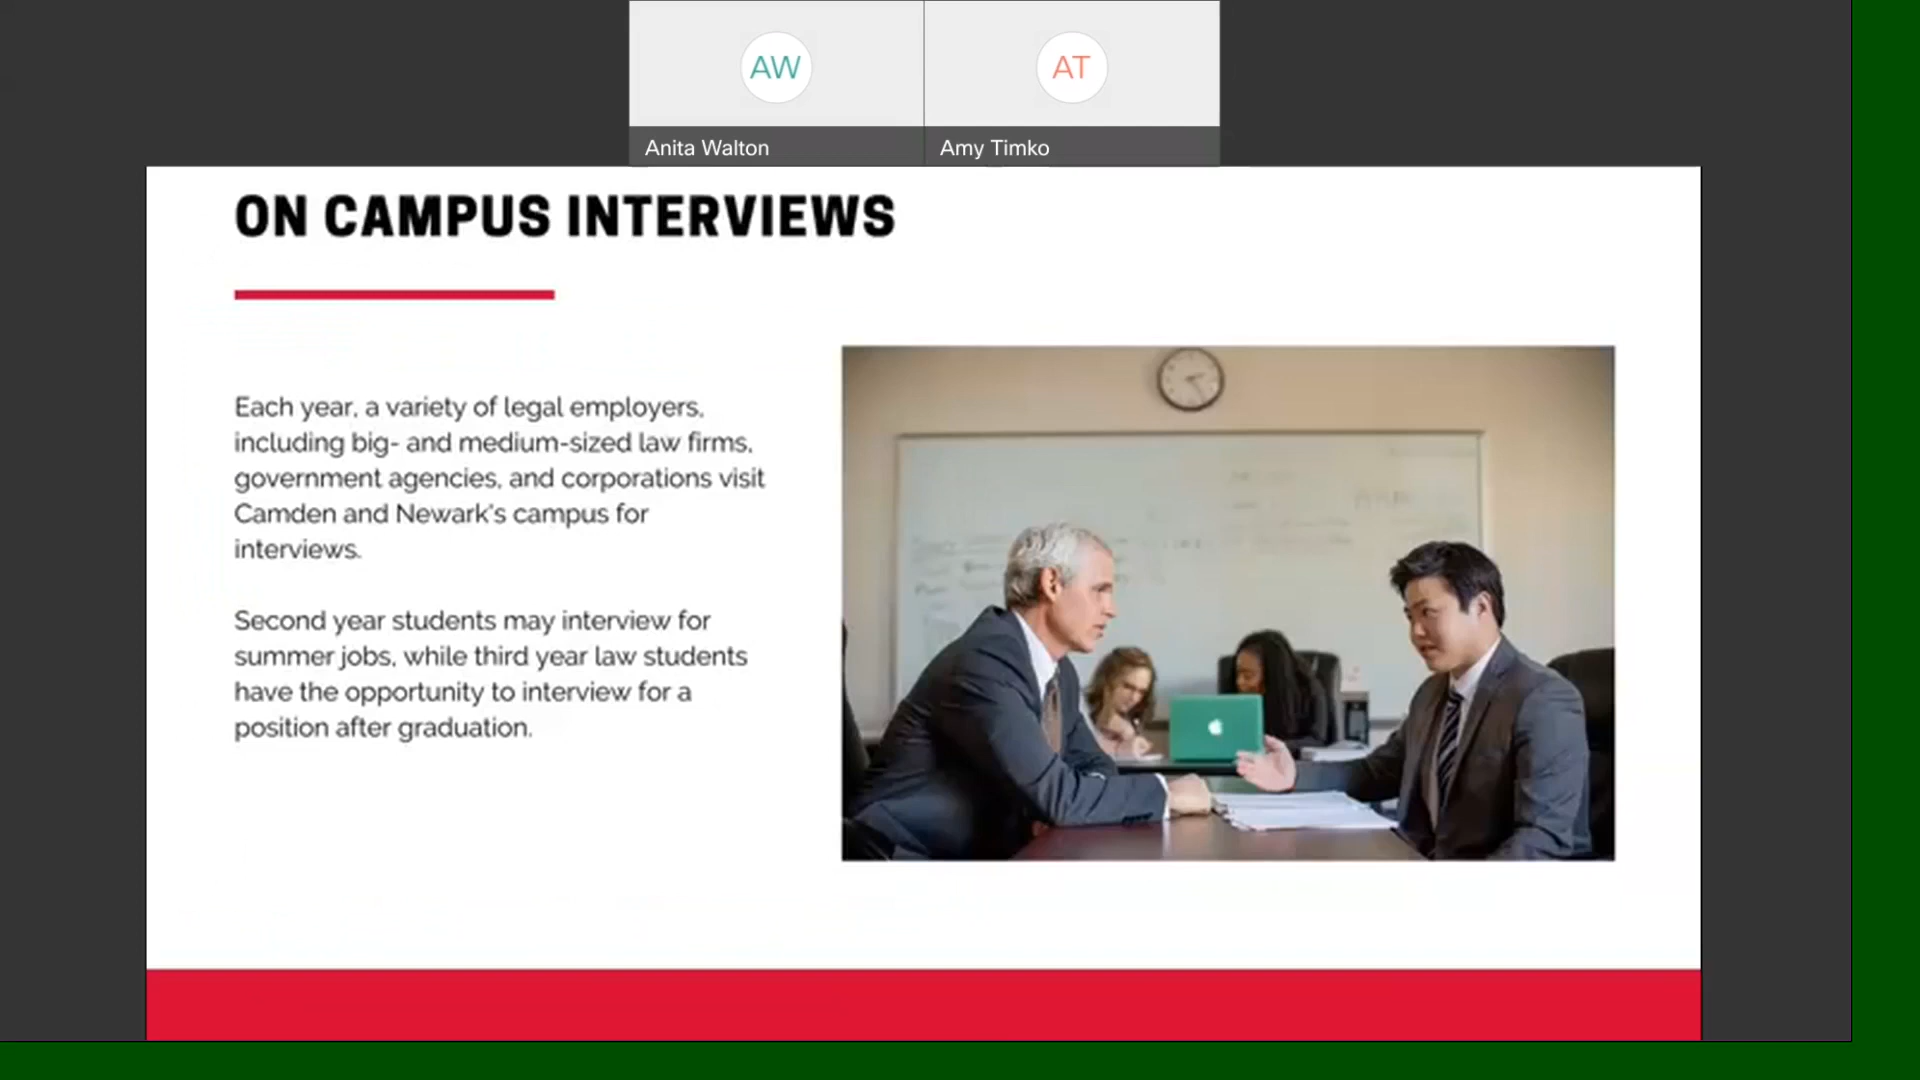 AW
AT
Anita Walton
Amy Timko
ON CAMPUS INTERVIEWS
Each year, a variety of legal employers,
including big- and medium-sized law firms,
government agencies, and corporations visit
Camden and Newark's campus for
interviews.
Second year students may interview for
summer jobs, while third year law students
have the opportunity to interview for a
position after graduation.